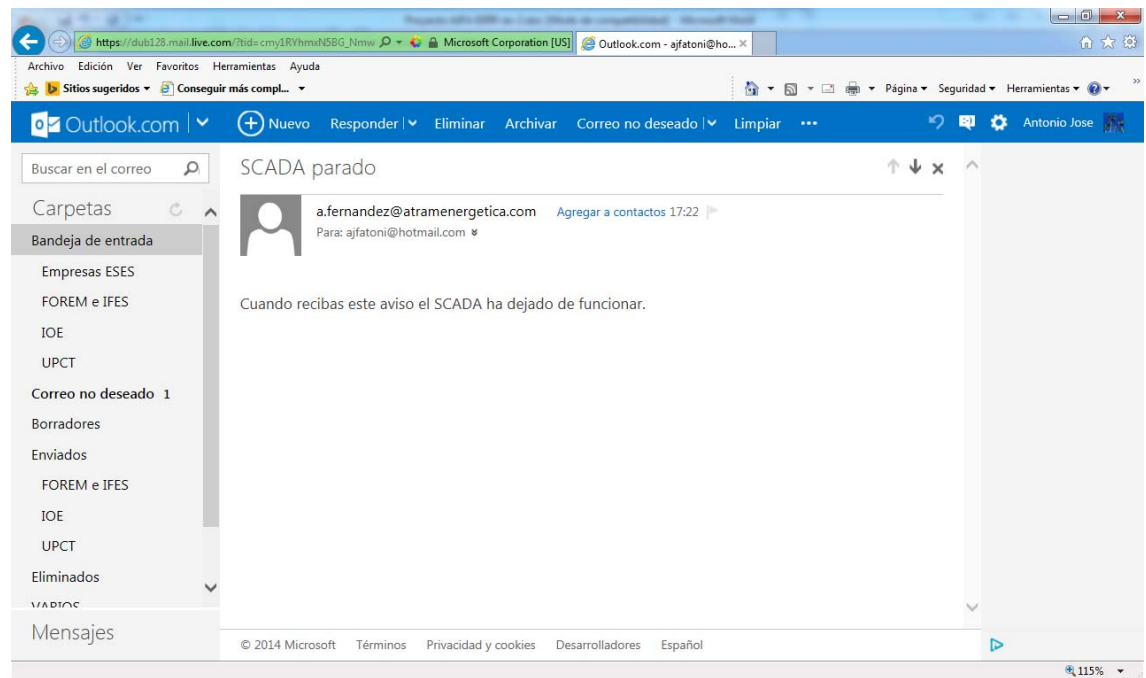 https://dub128.mail.live.com/?tid=cmy1RYhmxN5BG_Nmw Microsoft Corporation [US] Outlook.com - ajfatoni@ho...
Archivo Edición Ver Favoritos Herramientas Ayuda
Sitios sugeridos Conseguir más compl... Página Seguridad Herramientas
Outlook.com Nuevo Responder Eliminar Archivar Correo no deseado Limpiar ... Antonio Jose
Buscar en el correo
Carpetas
Bandeja de entrada
Empresas ESES
FOREM e IFES
IOE
UPCT
Correo no deseado 1
Borradores
Enviados
FOREM e IFES
IOE
UPCT
Eliminados
VARIOS
Mensajes
SCADA parado
a.fernandez@atramenergetica.com Agregar a contactos 17:22
Para: ajfatoni@hotmail.com
Cuando recibas este aviso el SCADA ha dejado de funcionar.
© 2014 Microsoft Términos Privacidad y cookies Desarrolladores Español
115%